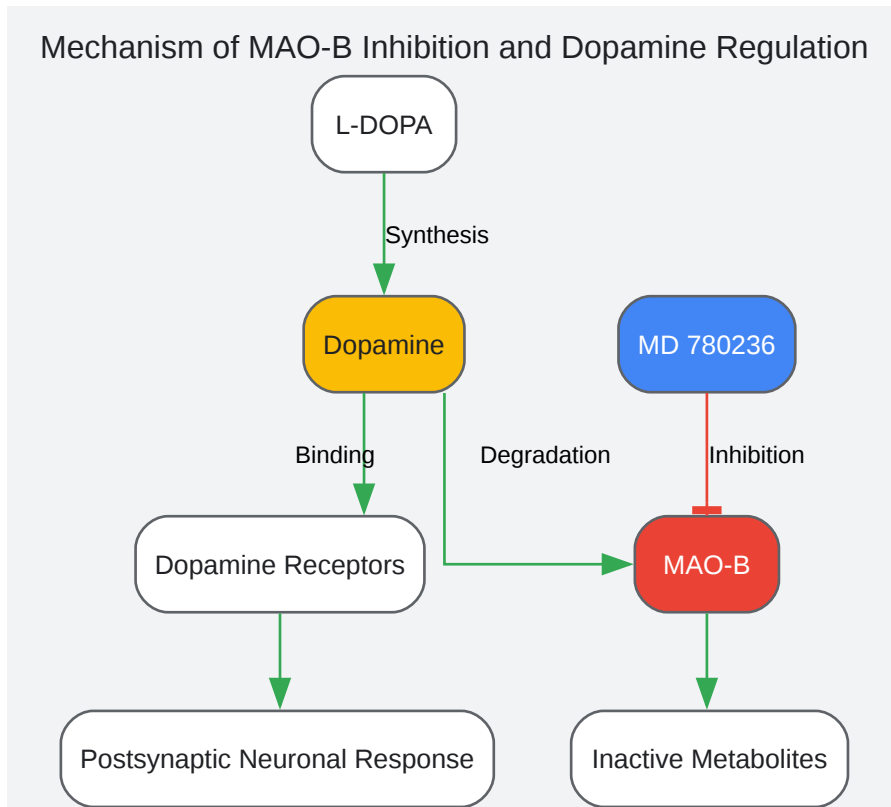 Mechanism of MAO-B Inhibition and Dopamine Regulation
L-DOPA
Synthesis
Dopamine
MD 780236
Binding
Degradation
Inhibition
Dopamine Receptors
MAO-B
Postsynaptic Neuronal Response
Inactive Metabolites